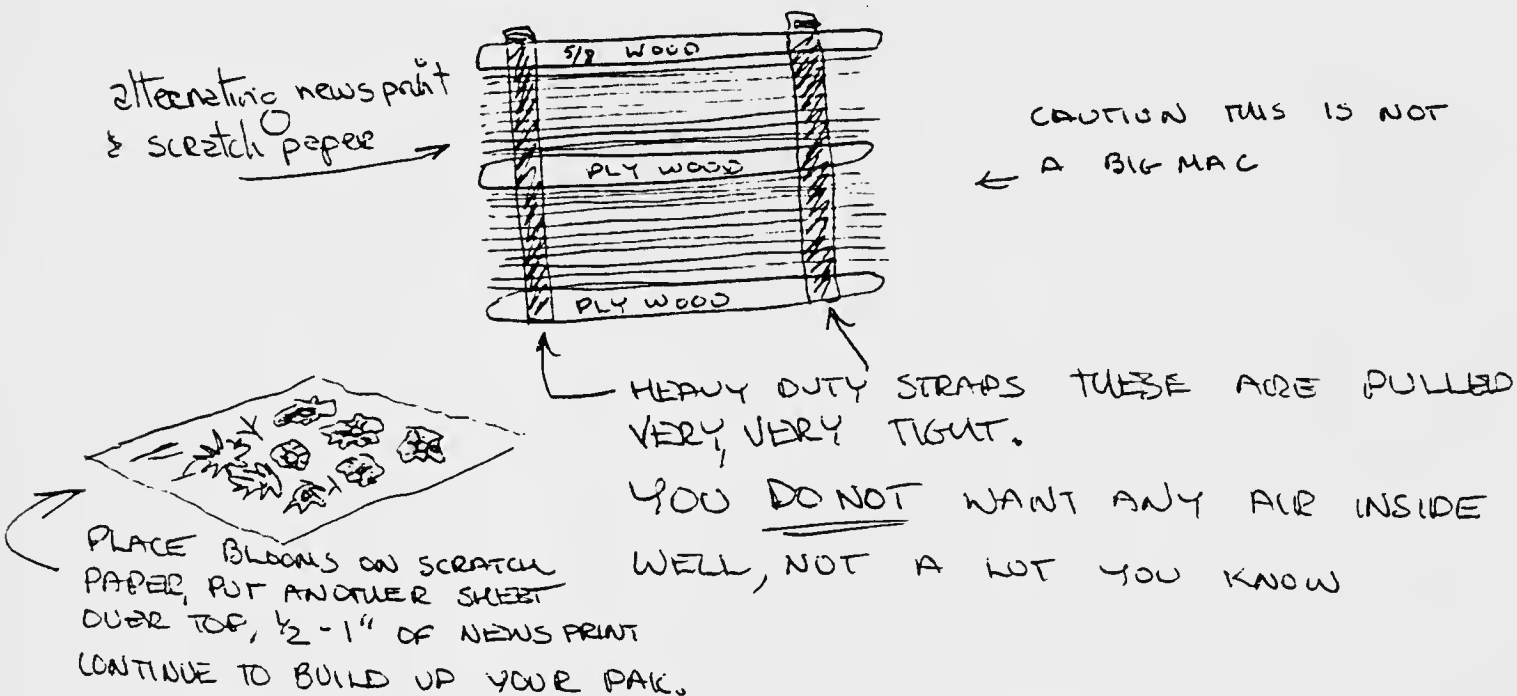 5/8 WOOD
alternating newsprint
& scratch paper
PLY WOOD
PLY WOOD
CAUTION THIS IS NOT
A BIG MAC
HEAVY DUTY STRAPS THESE ARE PULLED
VERY, VERY TIGHT.
YOU DO NOT WANT ANY AIR INSIDE
WELL, NOT A LOT YOU KNOW
PLACE BLOOMS ON SCRATCH
PAPER, PUT ANOTHER SHEET
OVER TOP, 1/2 - 1" OF NEWS PRINT
CONTINUE TO BUILD UP YOUR PAK.